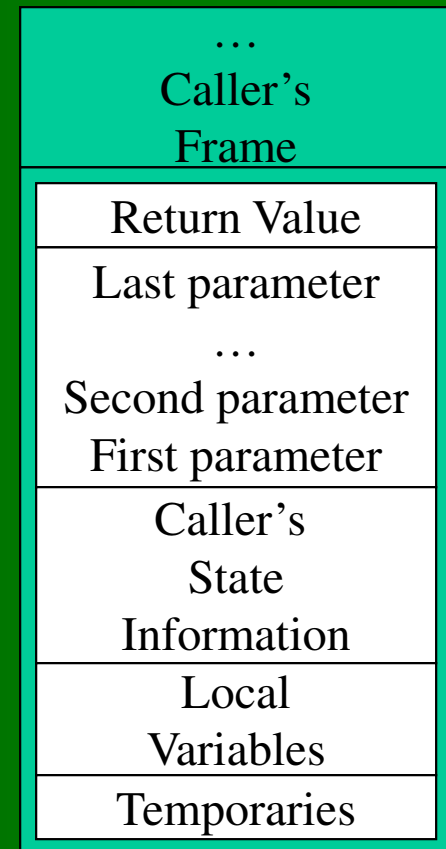 …
Caller’s
Frame
Return Value
Last parameter
…
Second parameter
First parameter
Caller’s
State
Information
Local
Variables
Temporaries